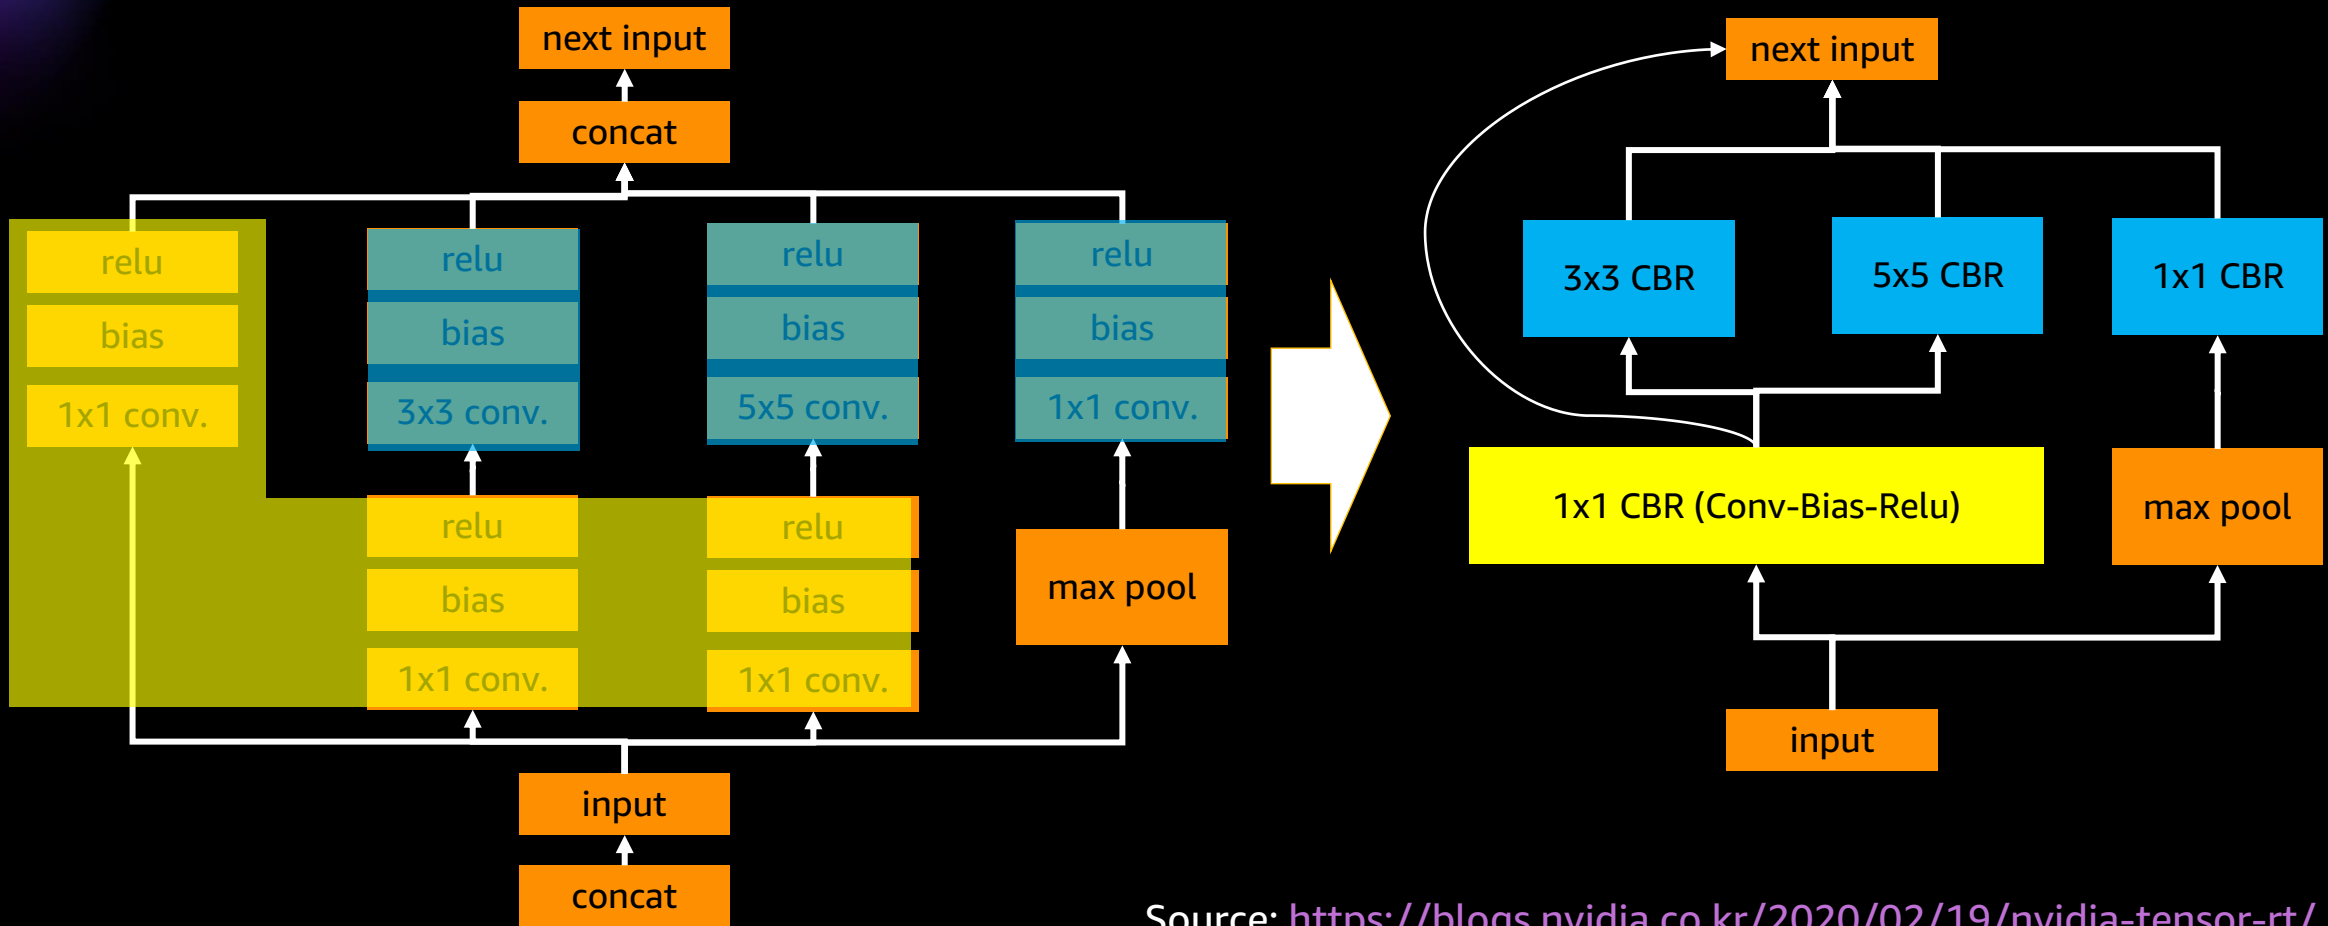 next input
concat
relu
bias
1x1 conv.
relu
bias
3x3 conv.
relu
bias
5x5 conv.
relu
bias
1x1 conv.
relu
bias
1x1 conv.
relu
bias
1x1 conv.
max pool
input
concat
next input
3x3 CBR
5x5 CBR
1x1 CBR
1x1 CBR (Conv-Bias-Relu)
max pool
input
Source: https://blogs.nvidia.co.kr/2020/02/19/nvidia-tensor-rt/